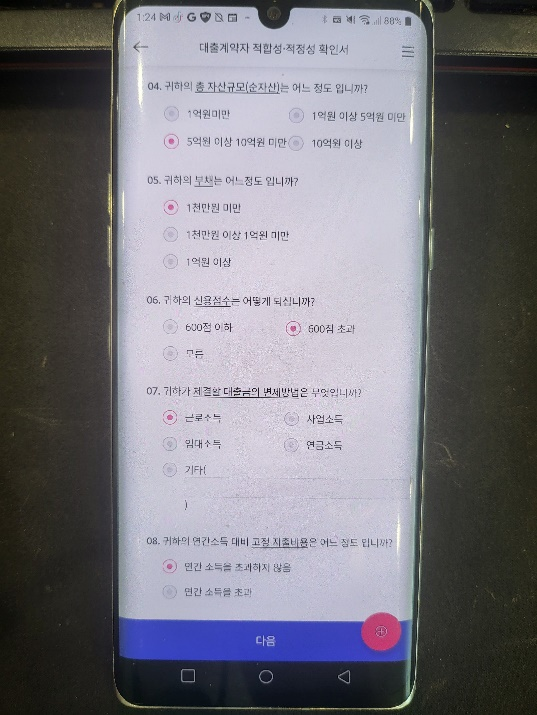 1:24
88%
대출계약자 적합성·적정성 확인서
04. 귀하의 총 자산규모(순자산)는 어느 정도 입니까?
1억원미만 1억원 이상 5억원 미만
5억원 이상 10억원 미만 10억원 이상
05. 귀하의 부채는 어느정도 입니까?
1천만원 미만
1천만원 이상 1억원 미만
1억원 이상
06. 귀하의 신용점수는 어떻게 되십니까?
600점 이하 600점 초과
모름
07. 귀하가 체결할 대출금의 변제방법은 무엇입니까?
근로소득 사업소득
임대소득 연금소득
기타(
)
08. 귀하의 연간소득 대비 고정 지출비용은 어느 정도 입니까?
연간 소득을 초과하지 않음
연간 소득을 초과
다음